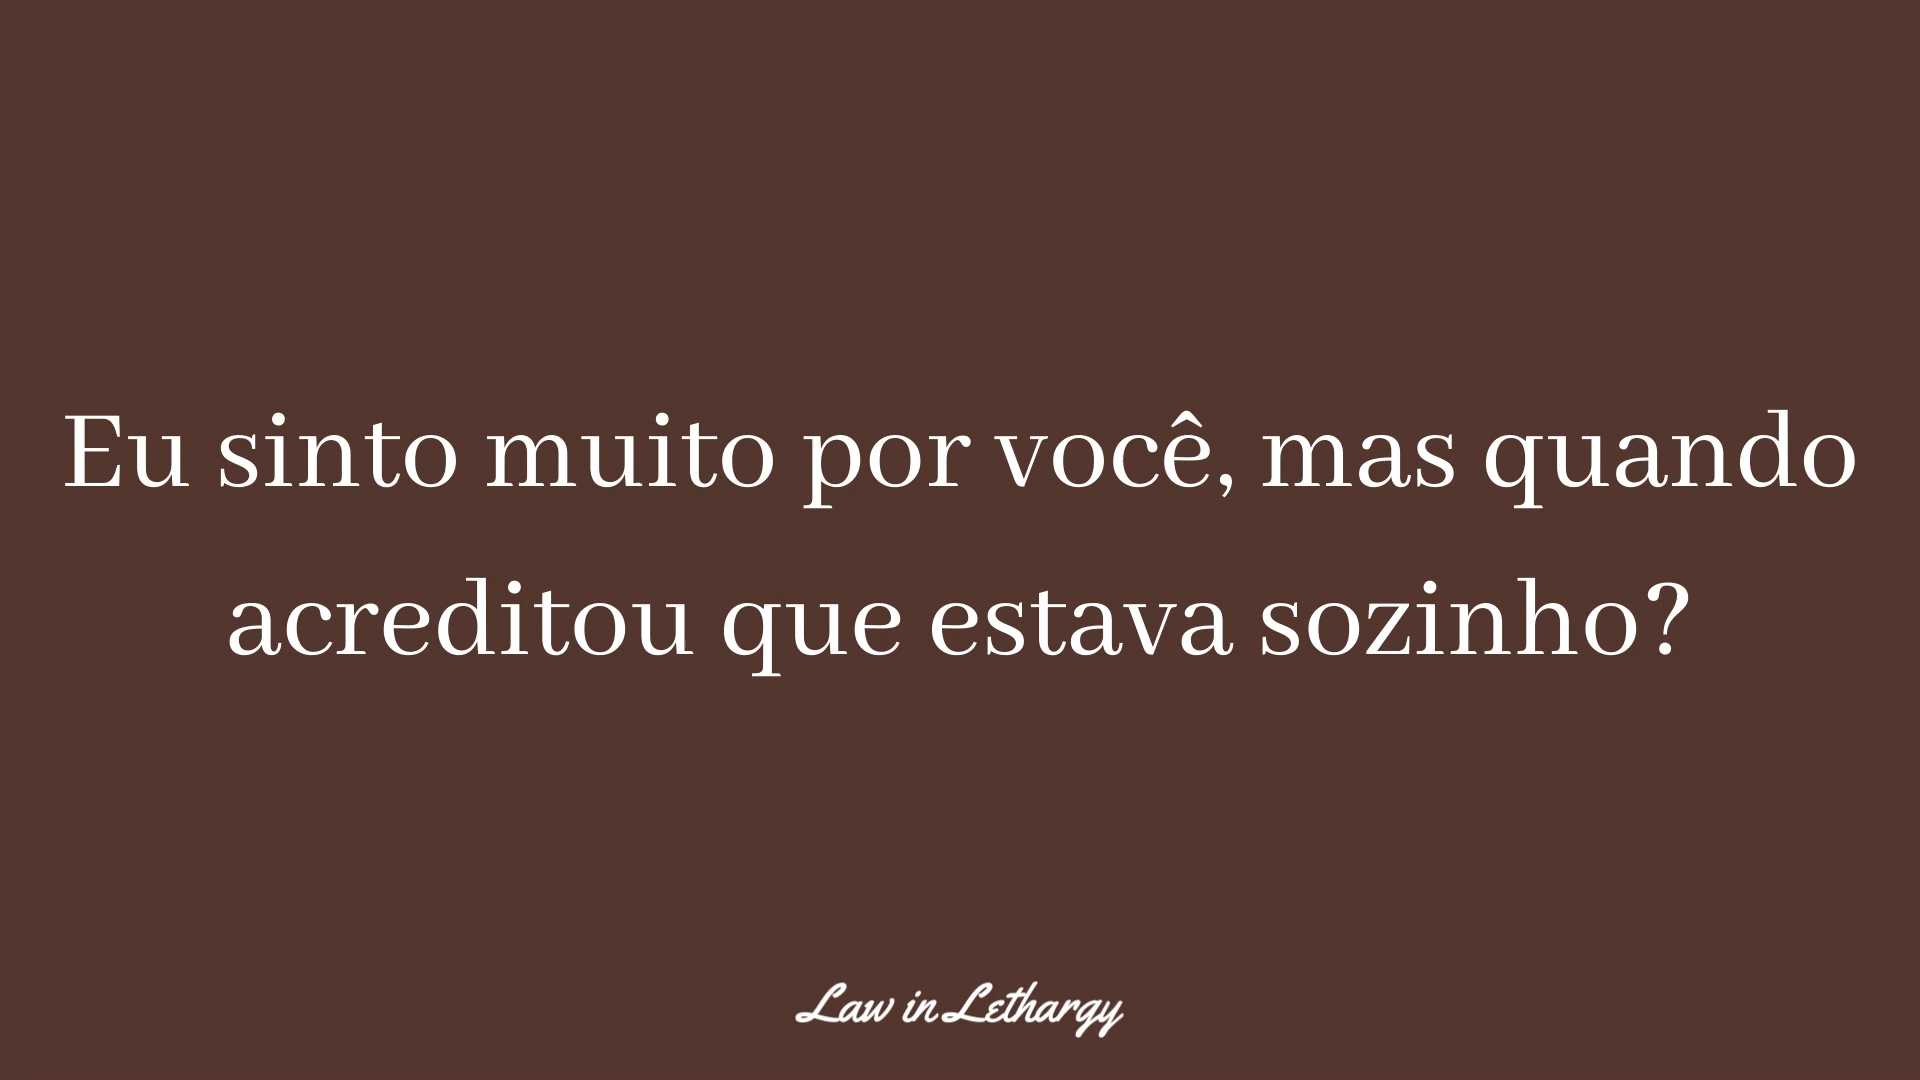 Eu sinto muito por você, mas quando
acreditou que estava sozinho?
Law in Lethargy